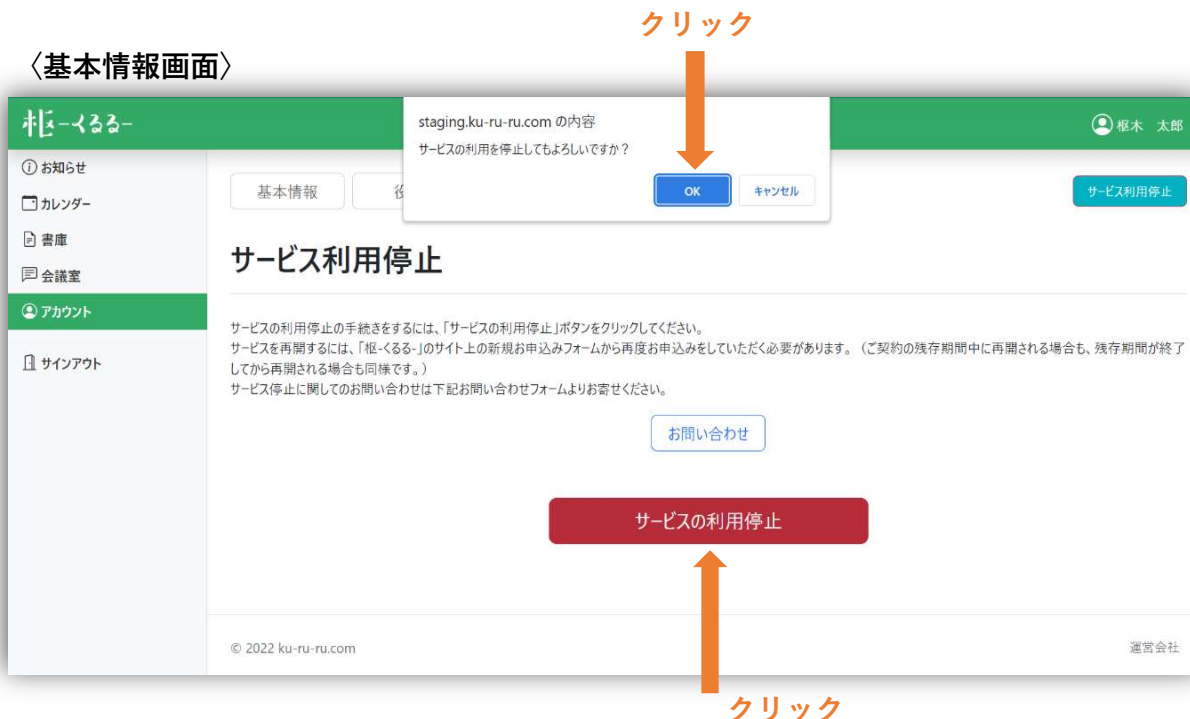 クリック
〈基本情報画面〉
枢-くるる-
枢木 太郎
staging.ku-ru-ru.com の内容
サービスの利用を停止してもよろしいですか？
OK
キャンセル
お知らせ
カレンダー
書庫
会議室
アカウント
サインアウト
基本情報
役
サービス利用停止
サービス利用停止
サービスの利用停止の手続きをするには、「サービスの利用停止」ボタンをクリックしてください。
サービスを再開するには、「枢-くるる-」のサイト上の新規お申込みフォームから再度お申込みをしていただく必要があります。（ご契約の残存期間中に再開される場合も、残存期間が終了
してから再開される場合も同様です。）
サービス停止に関してのお問い合わせは下記お問い合わせフォームよりお寄せください。
お問い合わせ
サービスの利用停止
© 2022 ku-ru-ru.com
運営会社
クリック